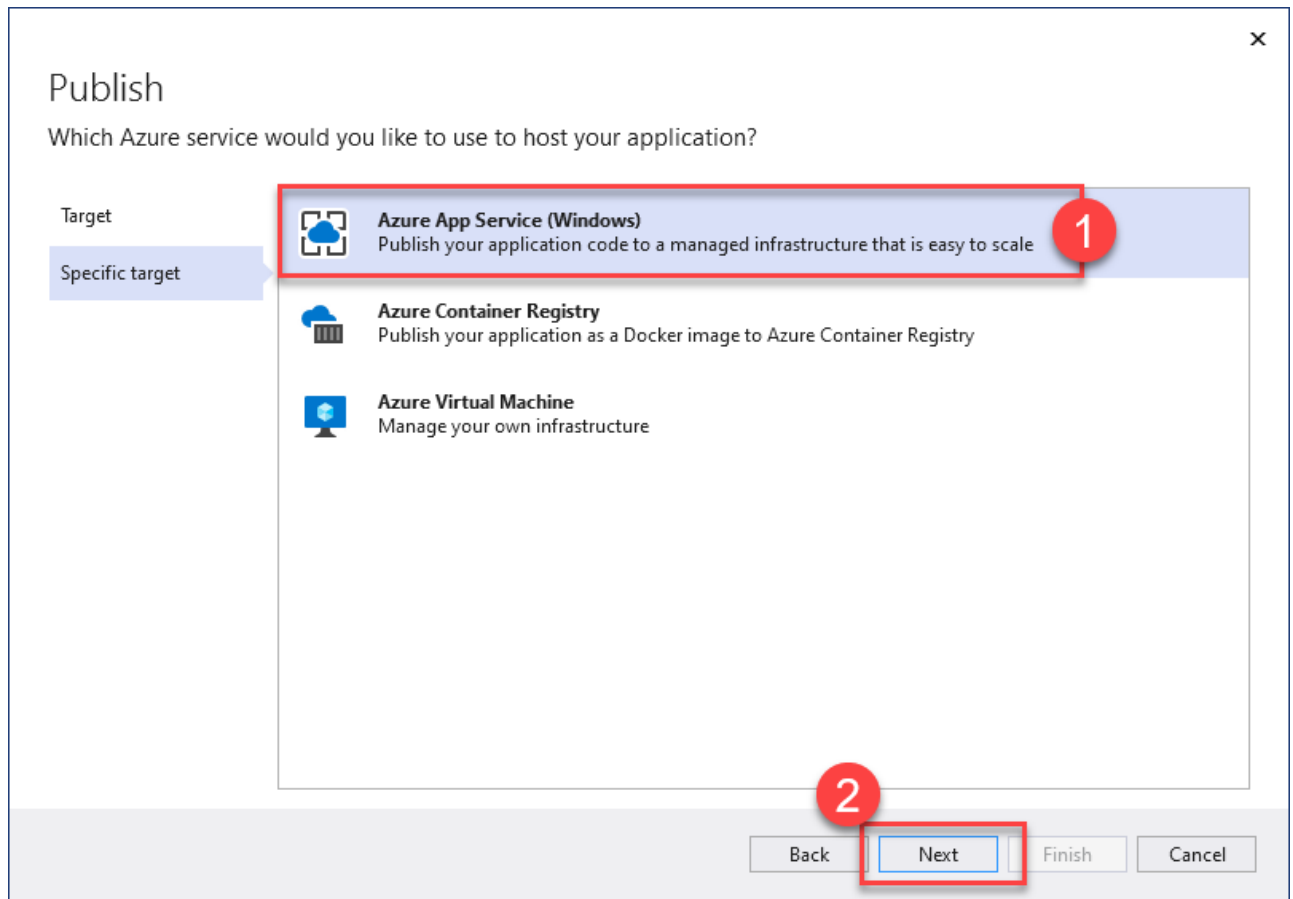 Publish
Which Azure service would you like to use to host your application?
Target
Specific target
Azure App Service (Windows)
Publish your application code to a managed infrastructure that is easy to scale
1
Azure Container Registry
Publish your application as a Docker image to Azure Container Registry
Azure Virtual Machine
Manage your own infrastructure
2
Back
Next
Finish
Cancel